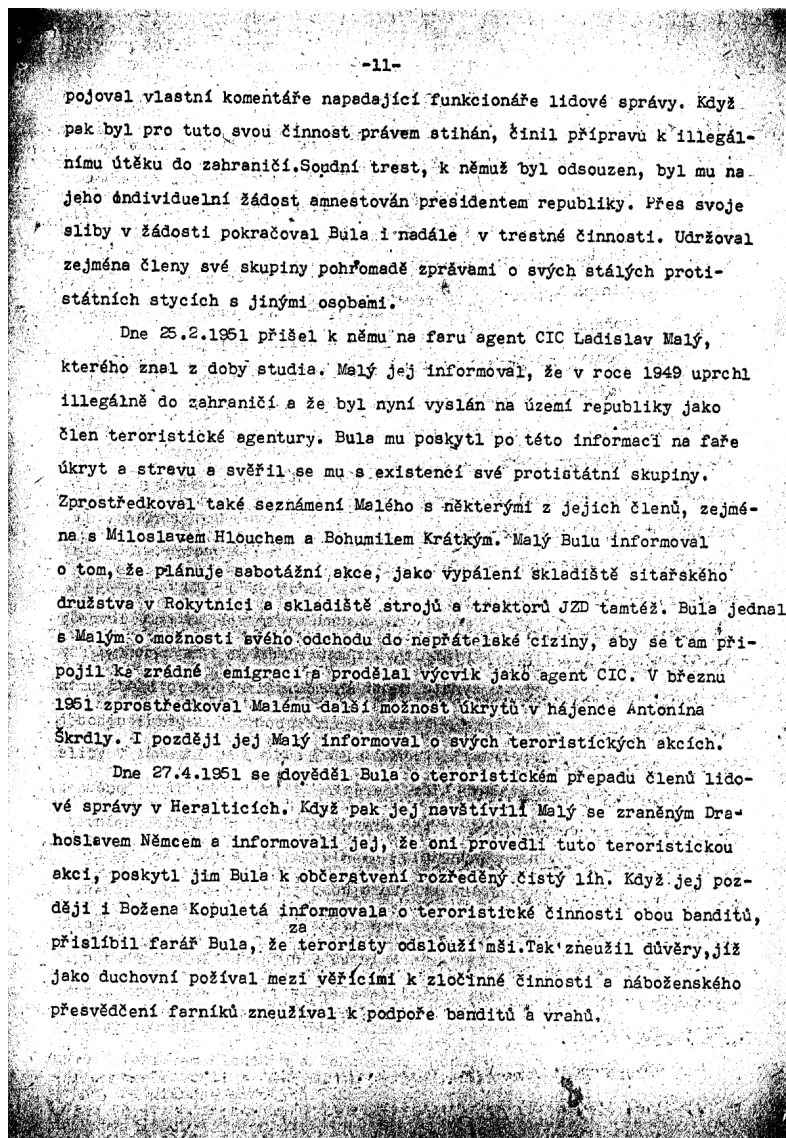 -11-
pojoval vlastní komentáře napadající funkcionáře lidové správy. Když
pak byl pro tuto svou činnost právem stihán, činil přípravu k illegál-
nímu útěku do zahraničí.Soudní trest, k němuž byl odsouzen, byl mu na
jeho individuelní žádost amnestován presidentem republiky. Přes svoje
sliby v žádosti pokračoval Bula i nadále v trestné činnosti. Udržoval
zejména členy své skupiny pohromadě zprávami o svých stálých proti-
státních stycích s jinými osobami.
Dne 25.2.1951 přišel k němu na faru agent CIC Ladislav Malý,
kterého znal z doby studia. Malý jej informoval, že v roce 1949 uprchl
illegálně do zahraničí a že byl nyní vyslán na území republiky jako
člen teroristické agentury. Bula mu poskytl po této informaci na faře
úkryt a stravu a svěřil se mu s existencí své protistátní skupiny.
Zprostředkoval také seznámení Malého s některými z jejich členů, zejmé-
na s Miloslavem Hlouchem a Bohumilem Krátkým. Malý Bulu informoval
o tom, že plánuje sabotážní akce, jako vypálení skladiště sitařského
družstva v Rokytnici a skladiště strojů a traktorů JZD tamtéž. Bula jednal
s Malým o možnosti svého odchodu do nepřátelské ciziny, aby se tam při-
pojil ke zrádné emigraci a prodělal výcvik jako agent CIC. V březnu
1951 zprostředkoval Malému další možnost úkrytů v hájence Antonína
Škrdly. I později jej Malý informoval o svých teroristických akcích.
Dne 27.4.1951 se dověděl Bula o teroristickém přepadu členů lido-
vé správy v Heralticích. Když pak jej navštívili Malý se zraněným Dra-
hoslavem Němcem a informovali jej, že oni provedli tuto teroristickou
akci, poskytl jim Bula k občerstvení rozředěný čistý líh. Když jej poz-
ději i Božena Kopuletá informovala o teroristické činnosti obou banditů,
za
přislíbil farář Bula, že teroristy odslouží mši.Tak zneužil důvěry,jíž
jako duchovní požíval mezi věřícími k zločinné činnosti a náboženského
přesvědčení farníků zneužíval k podpoře banditů a vrahů.